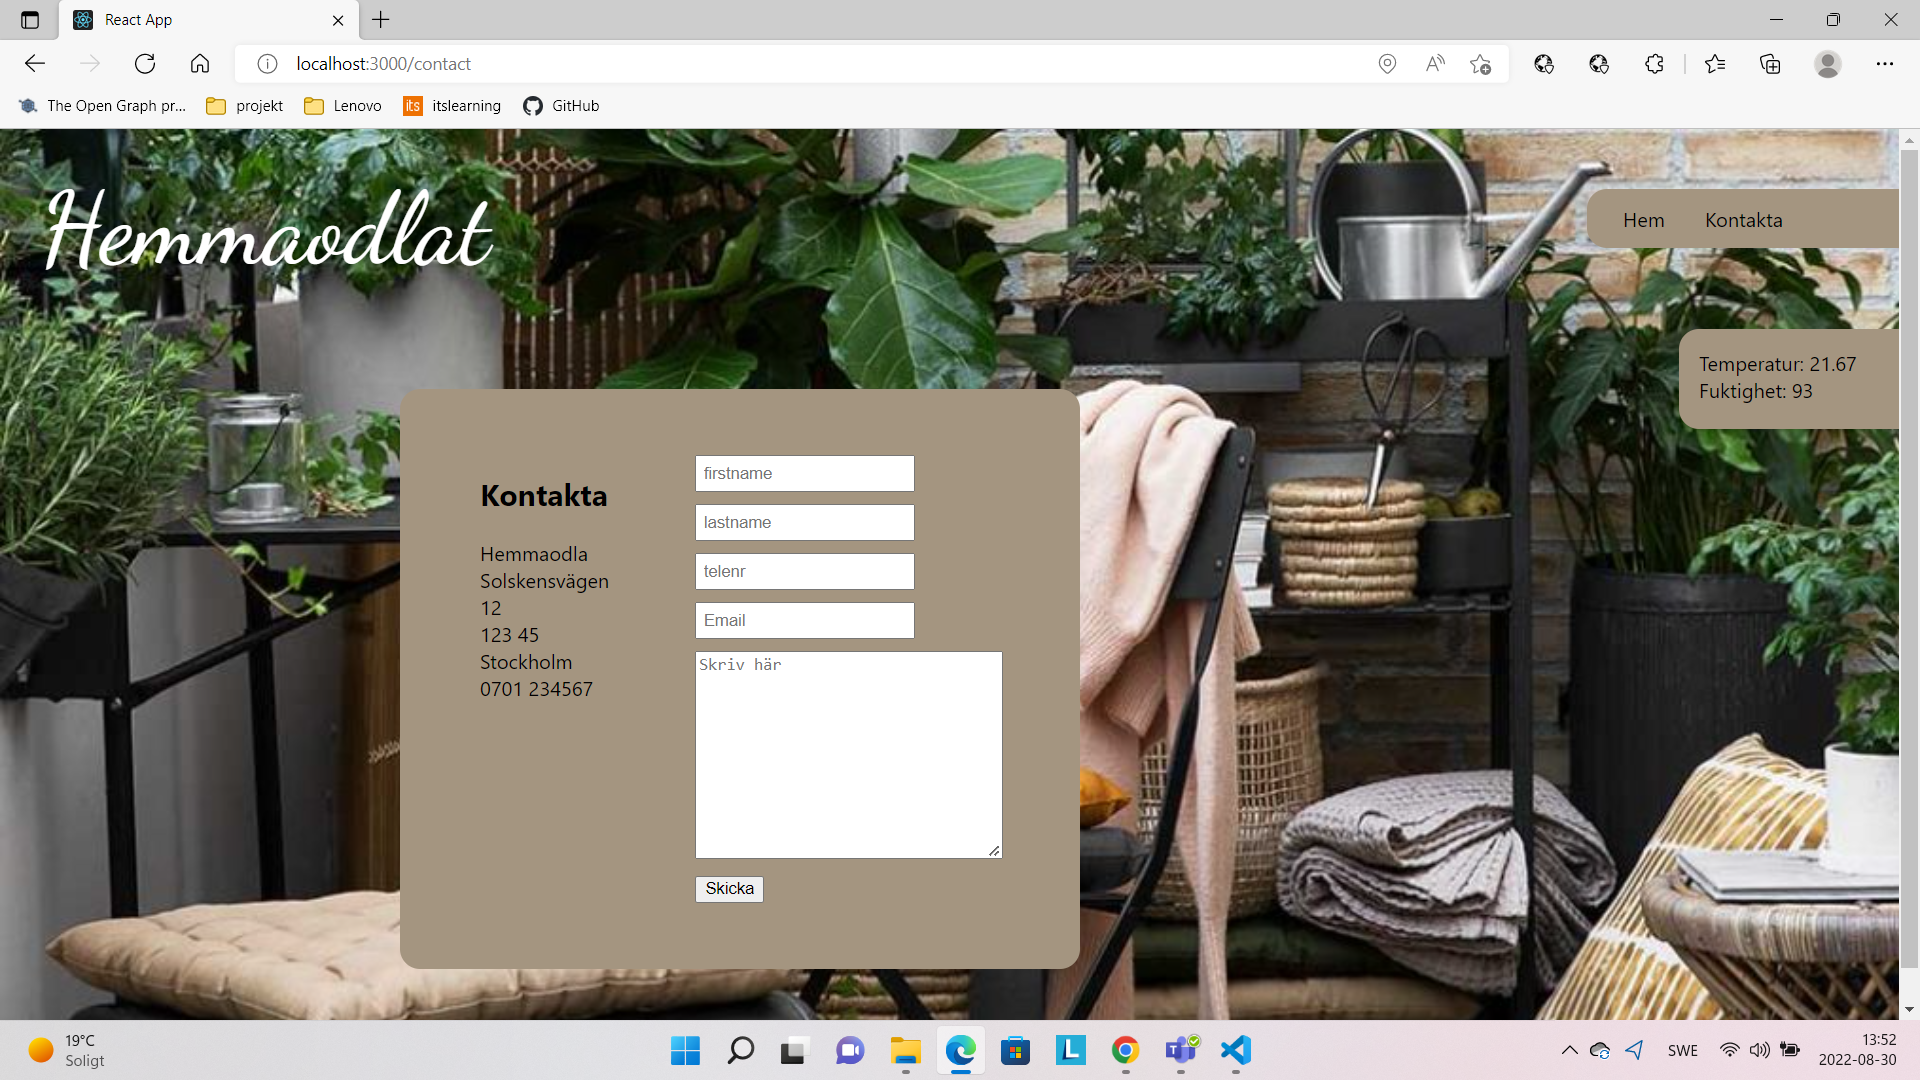 React App
localhost:3000/contact
The Open Graph pr...
projekt
Lenovo
its
itslearning
GitHub
Hemmaodlat
Hem
Kontakta
Temperatur: 21.67
Fuktighet: 93
Kontakta
Hemmaodla
Solskensvägen
12
123 45
Stockholm
0701 234567
firstname
lastname
telenr
Email
Skriv här
Skicka
19°C
Soligt
SWE
13:52
2022-08-30